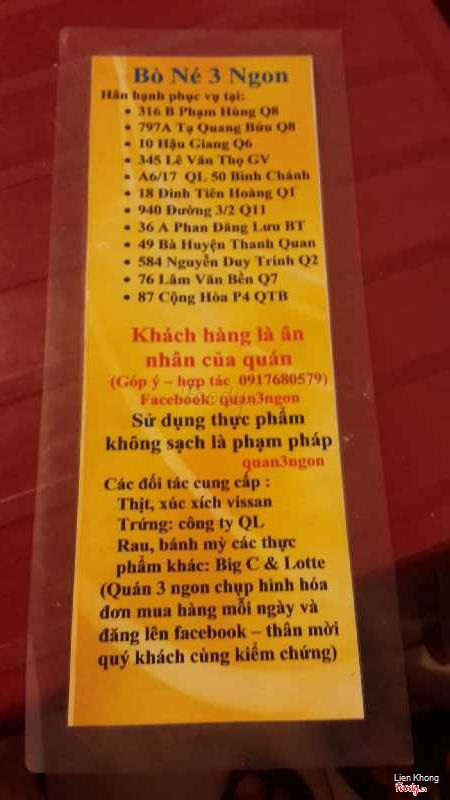 Bò Né 3 Ngon
Hân hạnh phục vụ tại:
• 316 B Phạm Hùng Q8
• 797A Tạ Quang Bửu Q8
• 10 Hậu Giang Q6
• 345 Lê Văn Thọ GV
• A6/17 QL 50 Bình Chánh
• 18 Đinh Tiên Hoàng Q1
• 940 Đường 3/2 Q11
• 36 A Phan Đăng Lưu BT
• 49 Bà Huyện Thanh Quan
• 584 Nguyễn Duy Trinh Q2
• 76 Lâm Văn Bền Q7
• 87 Cộng Hòa P4 QTB
Khách hàng là ân
nhân của quán
(Góp ý – hợp tác 0917680579)
Facebook: quan3ngon
Sử dụng thực phẩm
không sạch là phạm pháp
quan3ngon
Các đối tác cung cấp :
Thịt, xúc xích vissan
Trứng: công ty QL
Rau, bánh mỳ các thực
phẩm khác: Big C & Lotte
(Quán 3 ngon chụp hình hóa
đơn mua hàng mỗi ngày và
đăng lên facebook – thân mời
quý khách cùng kiểm chứng)
Lien Khong
Foody.vn